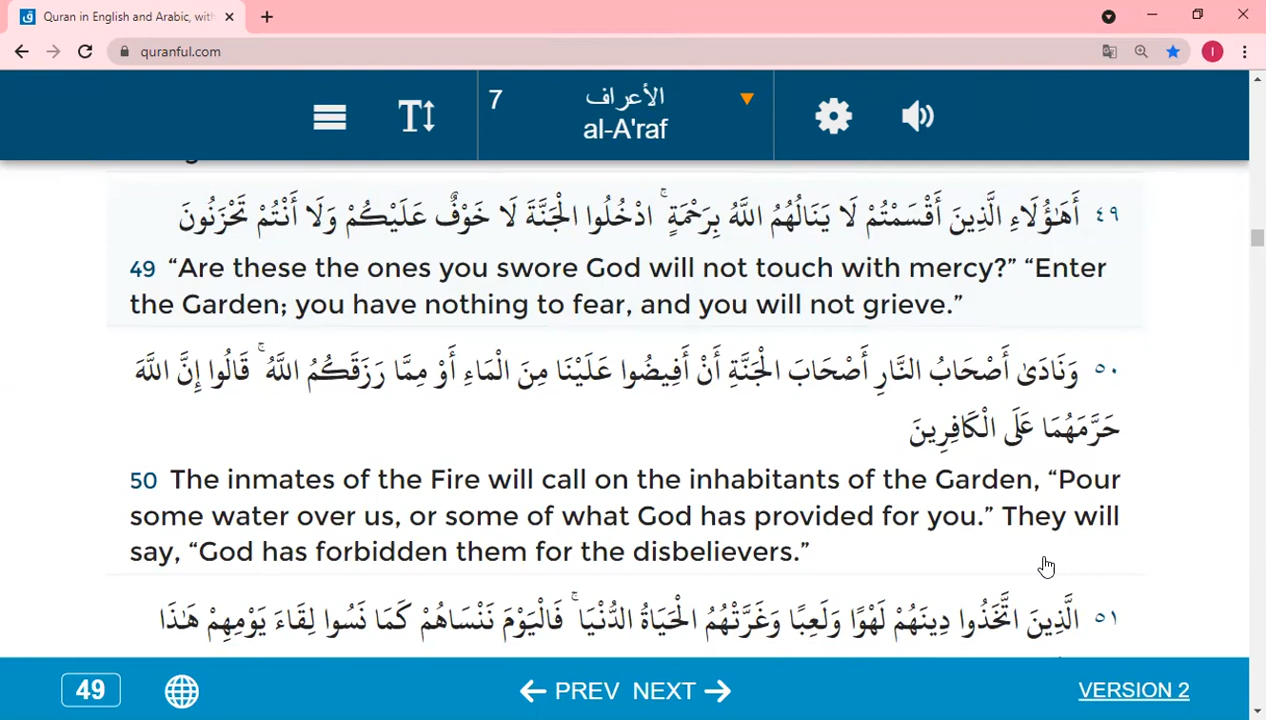 Quran in English and Arabic, with
quranful.com
7
الأعراف
al-A'raf
٤٩ أَهَٰؤُلَاءِ الَّذِينَ أَقْسَمْتُمْ لَا يَنَالُهُمُ اللَّهُ بِرَحْمَةٍ ۚ ادْخُلُوا الْجَنَّةَ لَا خَوْفٌ عَلَيْكُمْ وَلَا أَنْتُمْ تَحْزَنُونَ
49 “Are these the ones you swore God will not touch with mercy?” “Enter
the Garden; you have nothing to fear, and you will not grieve.”
٥٠ وَنَادَىٰ أَصْحَابُ النَّارِ أَصْحَابَ الْجَنَّةِ أَنْ أَفِيضُوا عَلَيْنَا مِنَ الْمَاءِ أَوْ مِمَّا رَزَقَكُمُ اللَّهُ ۚ قَالُوا إِنَّ اللَّهَ
حَرَّمَهُمَا عَلَى الْكَافِرِينَ
50 The inmates of the Fire will call on the inhabitants of the Garden, “Pour
some water over us, or some of what God has provided for you.” They will
say, “God has forbidden them for the disbelievers.”
٥١ الَّذِينَ اتَّخَذُوا دِينَهُمْ لَهْوًا وَلَعِبًا وَغَرَّتْهُمُ الْحَيَاةُ الدُّنْيَا ۚ فَالْيَوْمَ نَنْسَاهُمْ كَمَا نَسُوا لِقَاءَ يَوْمِهِمْ هَٰذَا
49
PREV NEXT
VERSION 2